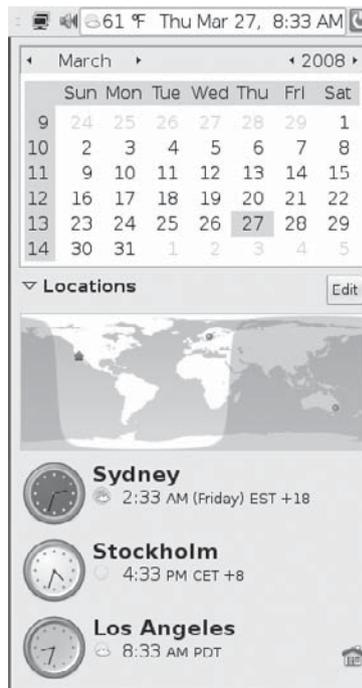 61 °F Thu Mar 27, 8:33 AM
March 2008
Sun Mon Tue Wed Thu Fri Sat
9 24 25 26 27 28 29 1
10 2 3 4 5 6 7 8
11 9 10 11 12 13 14 15
12 16 17 18 19 20 21 22
13 23 24 25 26 27 28 29
14 30 31 1 2 3 4 5
Locations Edit
Sydney
2:33 AM (Friday) EST +18
Stockholm
4:33 PM CET +8
Los Angeles
8:33 AM PDT